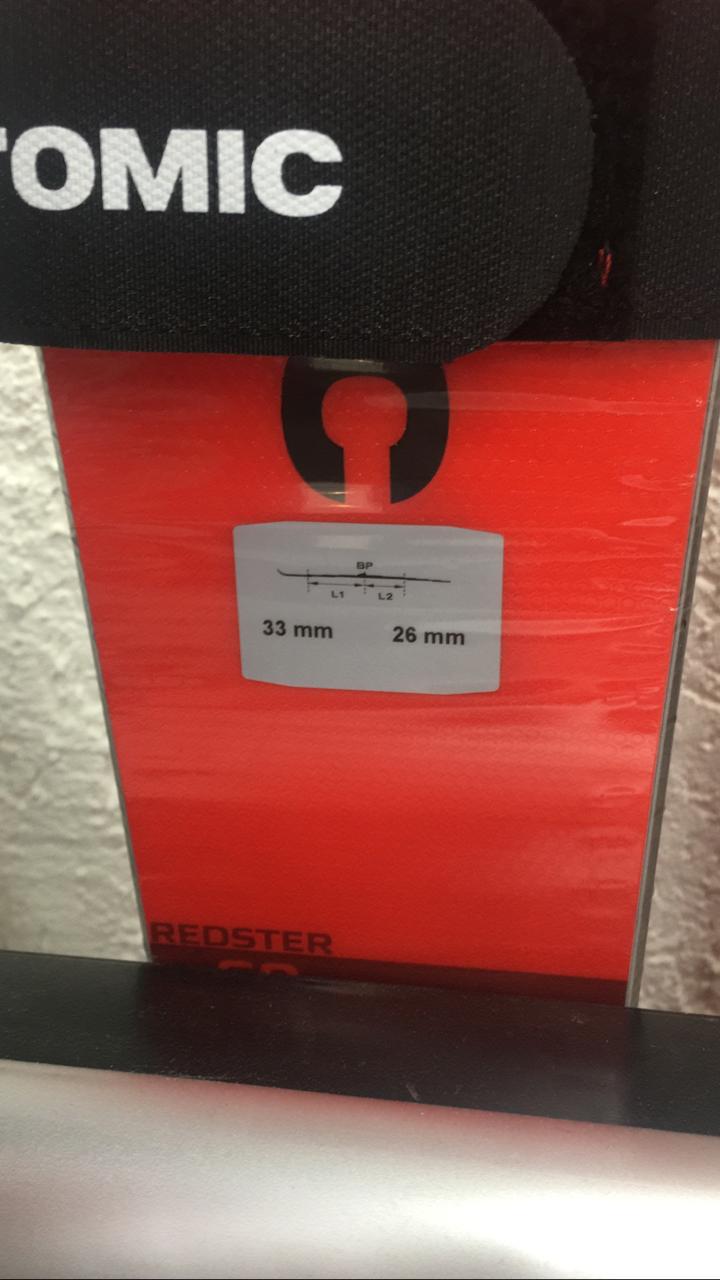 TOMIC
BP
L1 L2
33 mm 26 mm
REDSTER